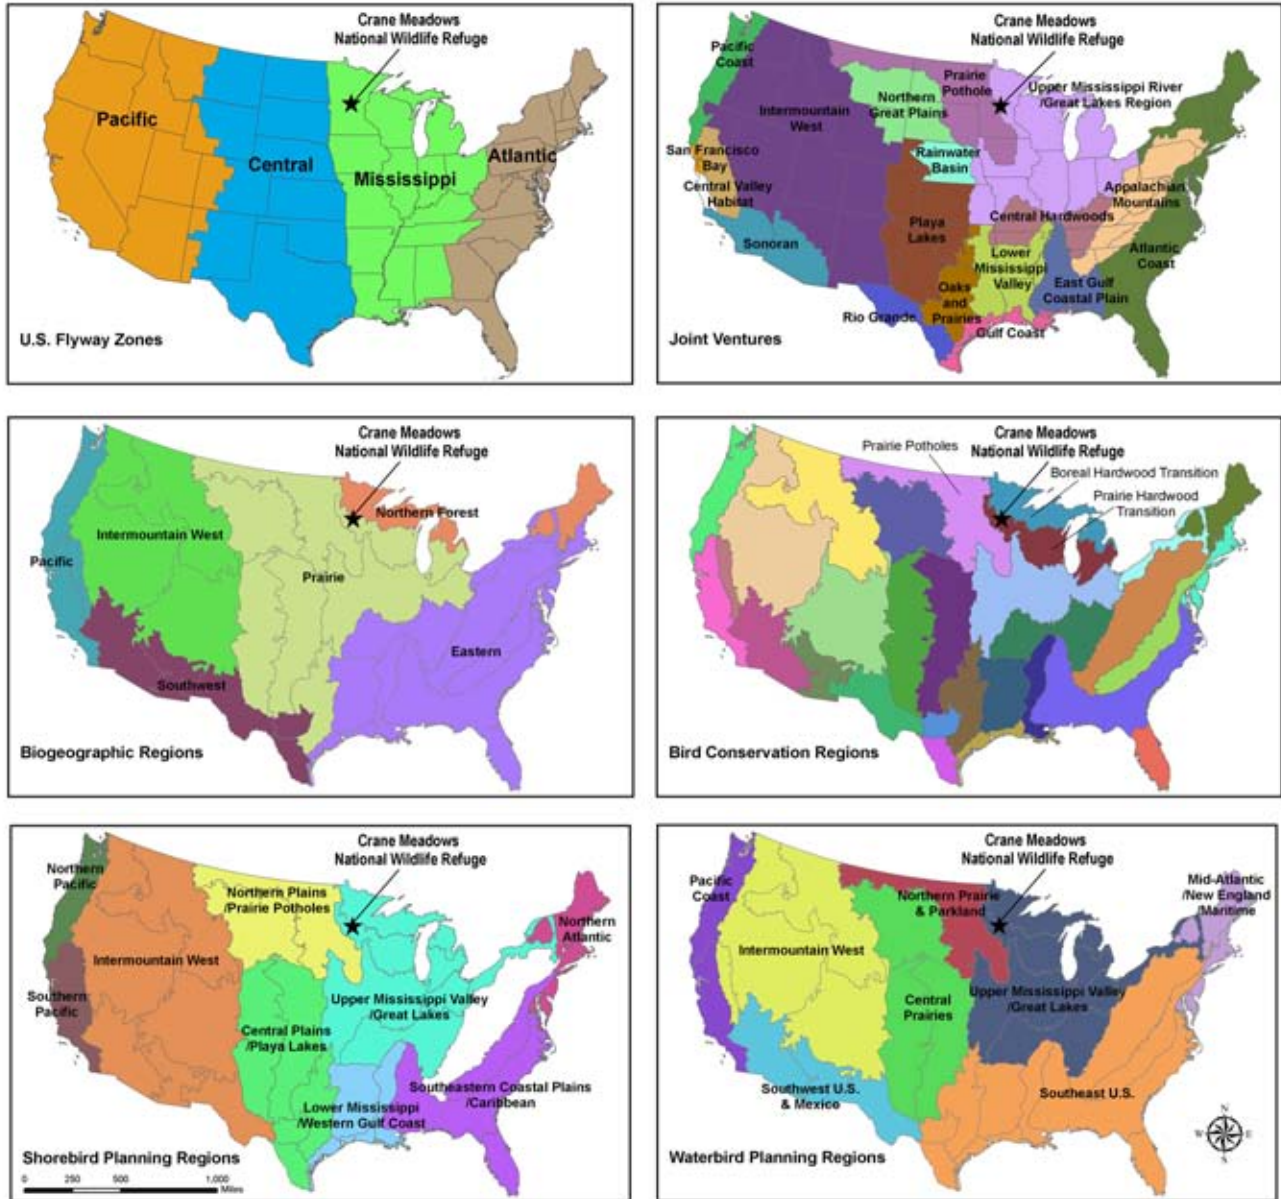 Crane Meadows
National Wildlife Refuge
Pacific
Central
Mississippi
Atlantic
U.S. Flyway Zones
Crane Meadows
National Wildlife Refuge
Pacific
Coast
Prairie
Pothole
Upper Mississippi River
/Great Lakes Region
Intermountain
West
Northern
Great Plains
San Francisco
Bay
Rainwater
Basin
Central Valley
Habitat
Appalachian
Mountains
Central Hardwoods
Playa
Lakes
Sonoran
Lower
Mississippi
Valley
Atlantic
Coast
Oaks
and
Prairies
East Gulf
Coastal Plain
Rio Grande
Gulf Coast
Joint Ventures
Crane Meadows
National Wildlife Refuge
Northern Forest
Intermountain West
Pacific
Prairie
Eastern
Southwest
Biogeographic Regions
Crane Meadows
National Wildlife Refuge
Prairie Potholes
Boreal Hardwood Transition
Prairie Hardwood
Transition
Bird Conservation Regions
Crane Meadows
National Wildlife Refuge
Northern
Pacific
Northern Plains
/Prairie Potholes
Northern
Atlantic
Intermountain West
Southern
Pacific
Upper Mississippi Valley
/Great Lakes
Central Plains
/Playa Lakes
Southeastern Coastal Plains
/Caribbean
Lower Mississippi
/Western Gulf Coast
Shorebird Planning Regions
0 250 500 1,000
Miles
Crane Meadows
National Wildlife Refuge
Pacific
Coast
Northern Prairie
& Parkland
Mid-Atlantic
/New England
/Maritime
Intermountain West
Upper Mississippi Valley
/Great Lakes
Central
Prairies
Southwest U.S.
& Mexico
Southeast U.S.
N
W E
S
Waterbird Planning Regions